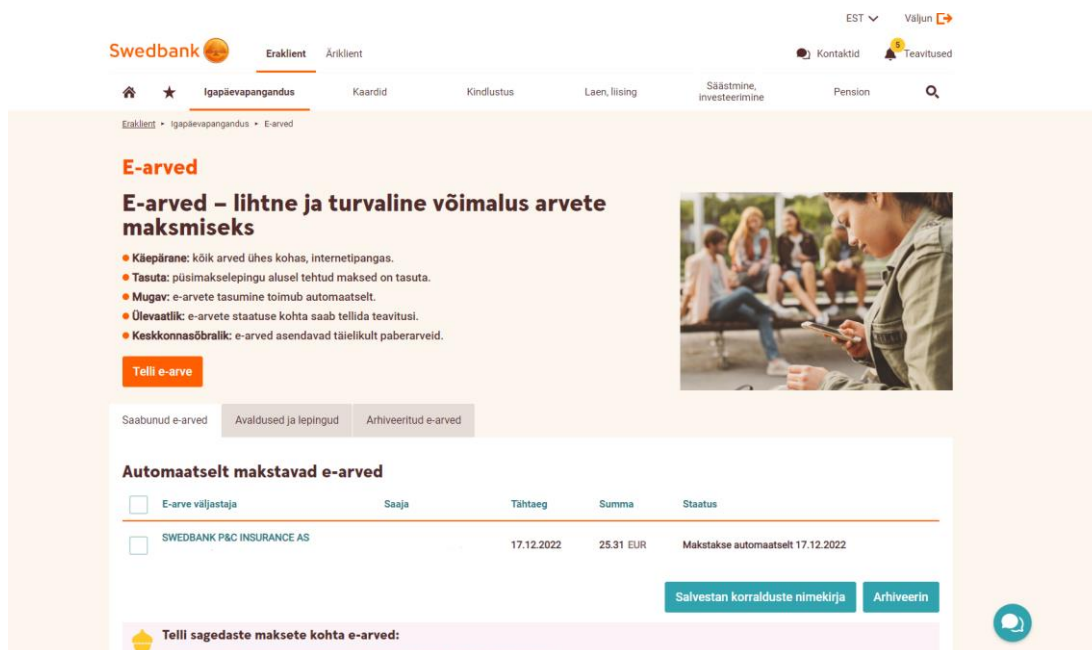 EST
Väljun
Swedbank
Eraklient
Äriklient
Kontaktid
5
Teavitused
Igapäevapangandus
Kaardid
Kindlustus
Laen, liising
Säästmine,
investeerimine
Pension
Eraklient ▸ Igapäevapangandus ▸ E-arved
E-arved
E-arved – lihtne ja turvaline võimalus arvete
maksmiseks
Käepärane: kõik arved ühes kohas, internetipangas.
Tasuta: püsimakselepingu alusel tehtud maksed on tasuta.
Mugav: e-arvete tasumine toimub automaatselt.
Ülevaatlik: e-arvete staatuse kohta saab tellida teavitusi.
Keskkonnasõbralik: e-arved asendavad täielikult paberarveid.
Telli e-arve
Saabunud e-arved
Avaldused ja lepingud
Arhiveeritud e-arved
Automaatselt makstavad e-arved
E-arve väljastaja
Saaja
Tähtaeg
Summa
Staatus
SWEDBANK P&C INSURANCE AS
17.12.2022
25.31 EUR
Makstakse automaatselt 17.12.2022
Salvestan korralduste nimekirja
Arhiveerin
Telli sagedaste maksete kohta e-arved: